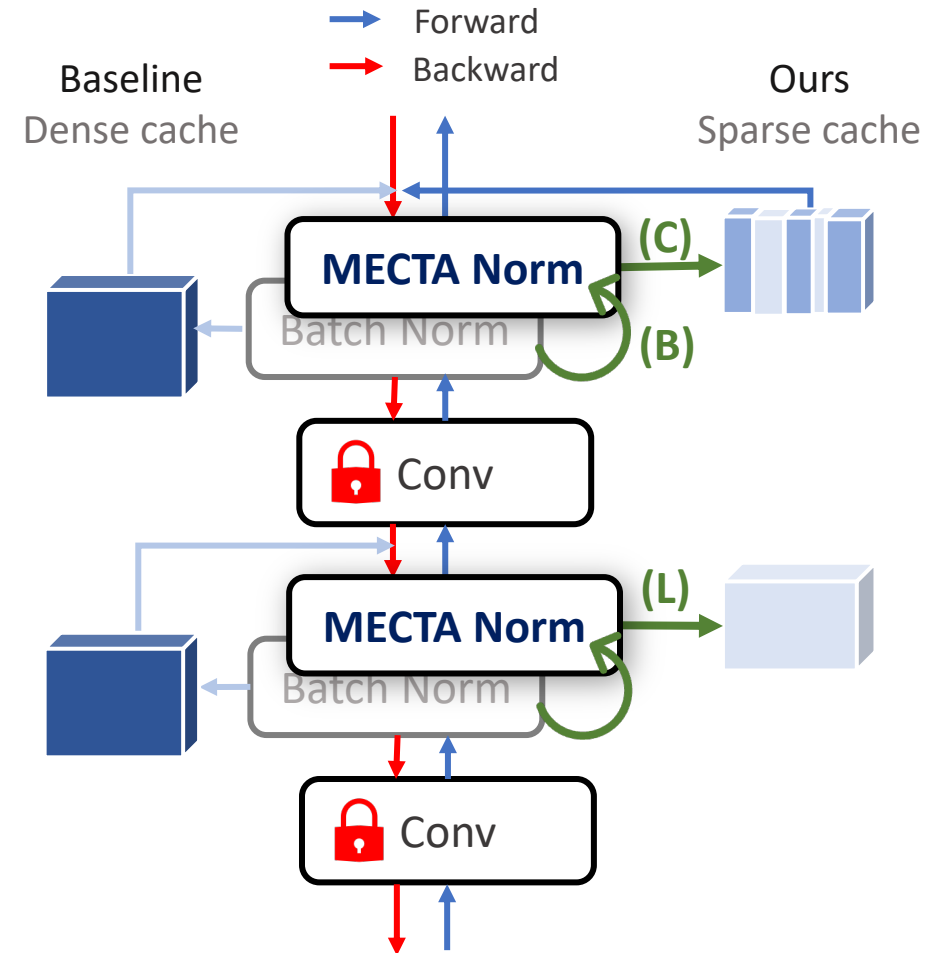 Forward
Backward
Baseline
Dense cache
Ours
Sparse cache
MECTA Norm
(C)
Batch Norm
(B)
Conv
MECTA Norm
(L)
Batch Norm
Conv